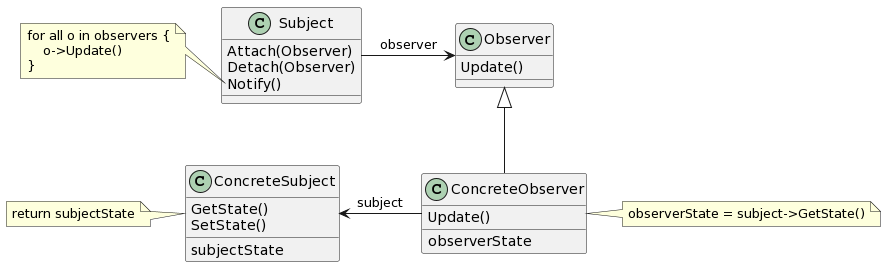 for all o in observers {
o->Update()
}
C Subject
Attach(Observer)
Detach(Observer)
Notify()
observer
C Observer
Update()
return subjectState
C ConcreteSubject
GetState()
SetState()
subjectState
subject
C ConcreteObserver
Update()
observerState
observerState = subject->GetState()